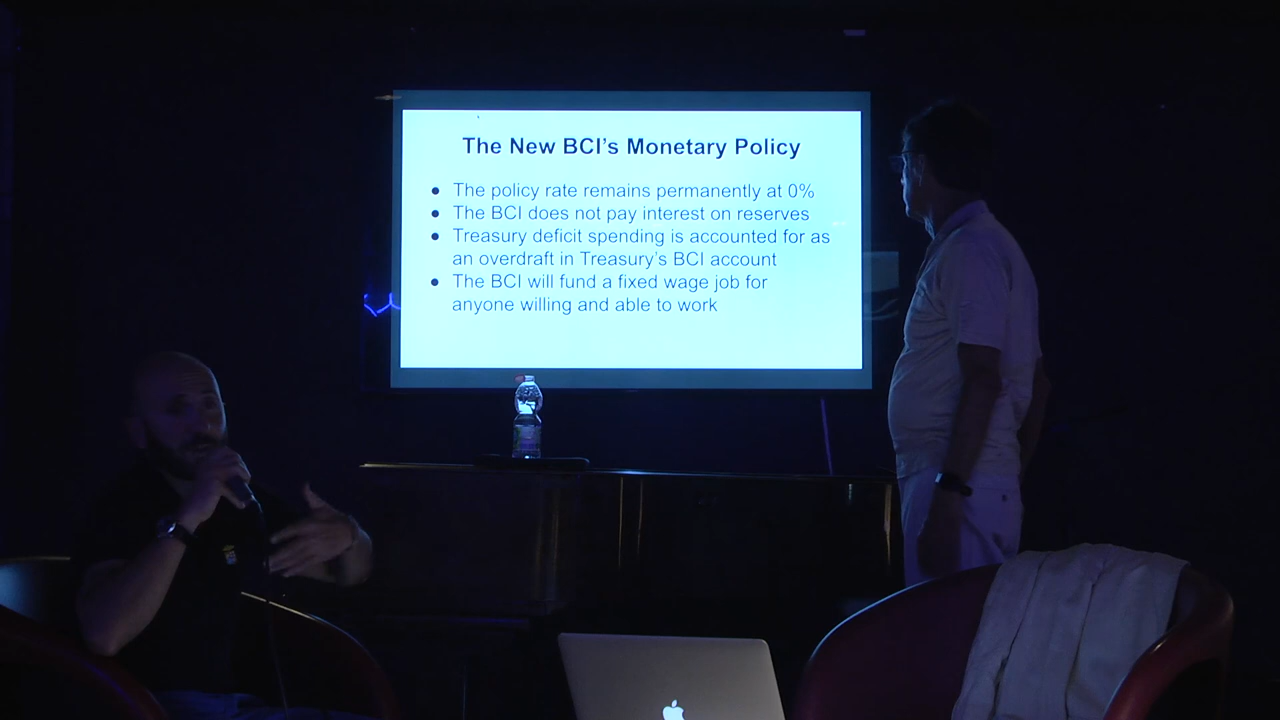 The New BCI's Monetary Policy
● The policy rate remains permanently at 0%
● The BCI does not pay interest on reserves
● Treasury deficit spending is accounted for as
an overdraft in Treasury's BCI account
● The BCI will fund a fixed wage job for
anyone willing and able to work